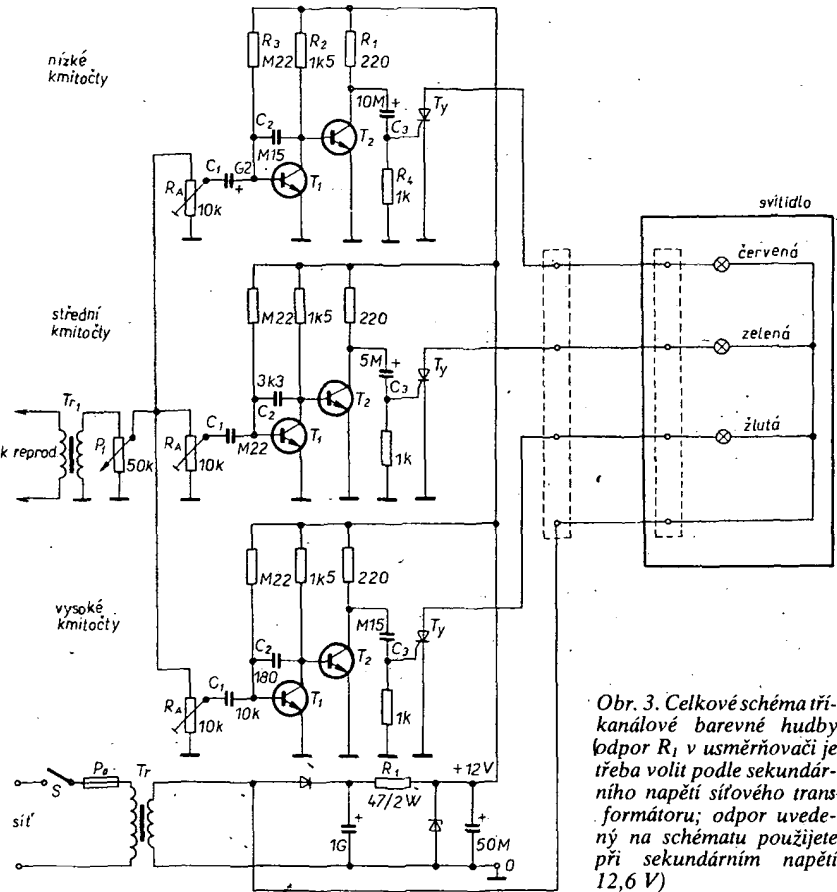 nízké
kmitočty
R3
M22
R2
1k5
R1
220
10M +
C3
Ty
C2
M15
T2
C1
G2
+
T1
RA
10k
R4
1k
svítidlo
červená
zelená
žlutá
střední
kmitočty
M22
1k5
220
5M +
C3
Ty
3k3
C2
T2
C1
M22
T1
RA
10k
1k
Tr1
k reprod.
P1
50k
vysoké
kmitočty
M22
1k5
220
M15
C3
Ty
C2
180
T2
C1
10k
T1
RA
10k
1k
síť
S
Po
Tr
R1
47/2W
+12V
+
1G
+
50M
0
Obr. 3. Celkové schéma tří-
kanálové barevné hudby
(odpor R1 v usměrňovači je
třeba volit podle sekundár-
ního napětí síťového trans-
formátoru; odpor uvede-
ný na schématu použijete
při sekundárním napětí
12,6 V)